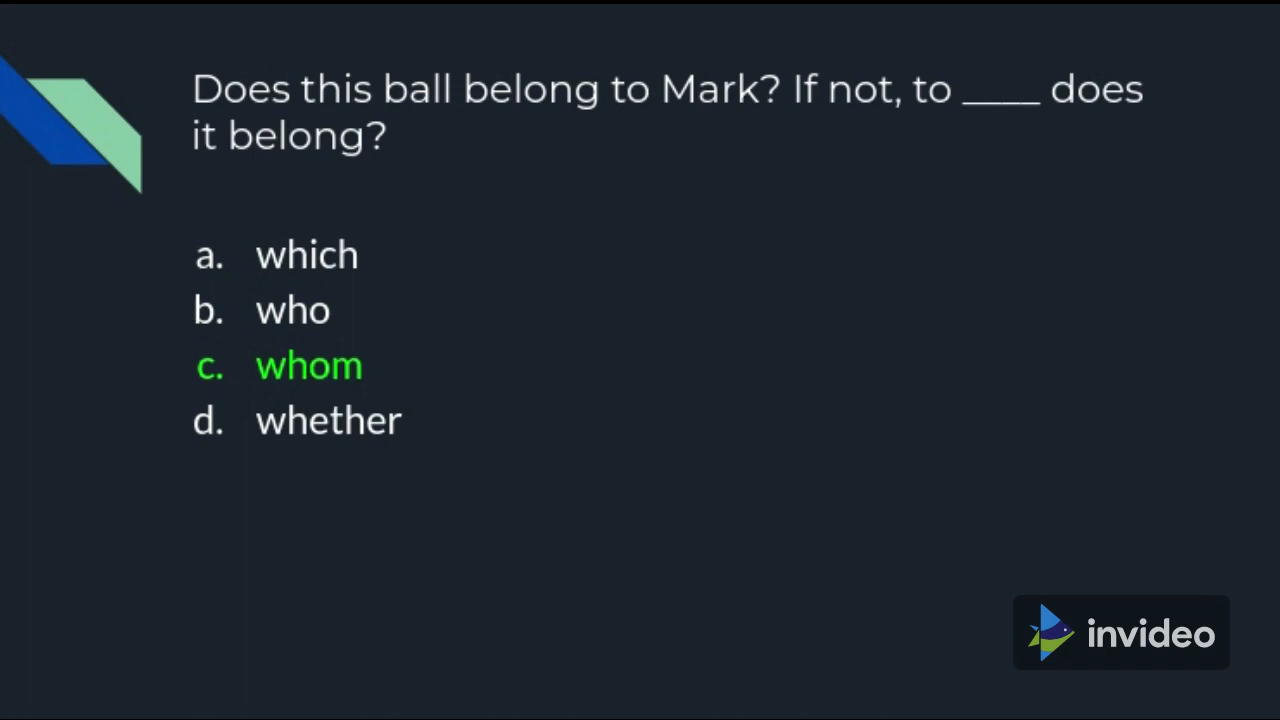 Does this ball belong to Mark? If not, to ____ does
it belong?
a. which
b. who
c. whom
d. whether
invideo